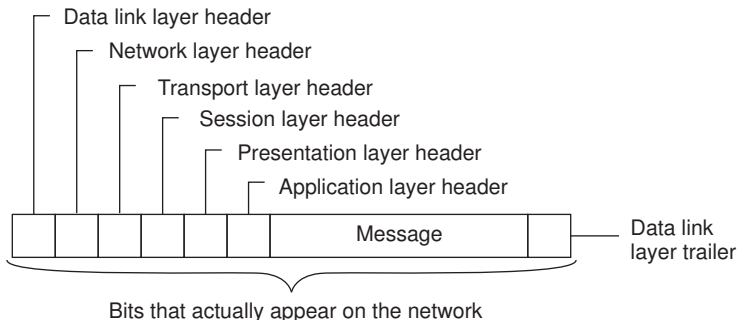 Data link layer header
Network layer header
Transport layer header
Session layer header
Presentation layer header
Application layer header
Message
Data link
layer trailer
Bits that actually appear on the network